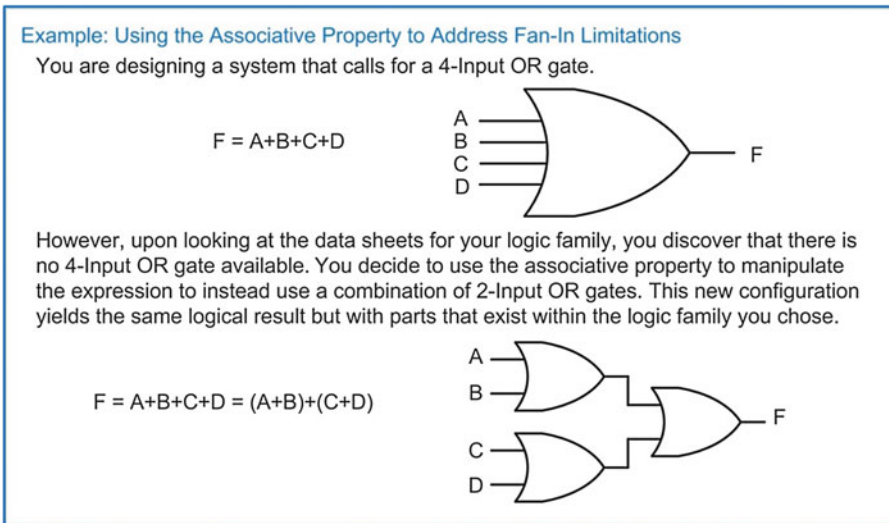 Example: Using the Associative Property to Address Fan-In Limitations
You are designing a system that calls for a 4-Input OR gate.
F = A+B+C+D
A
B
C
D
F
However, upon looking at the data sheets for your logic family, you discover that there is
no 4-Input OR gate available. You decide to use the associative property to manipulate
the expression to instead use a combination of 2-Input OR gates. This new configuration
yields the same logical result but with parts that exist within the logic family you chose.
F = A+B+C+D = (A+B)+(C+D)
A
B
C
D
F